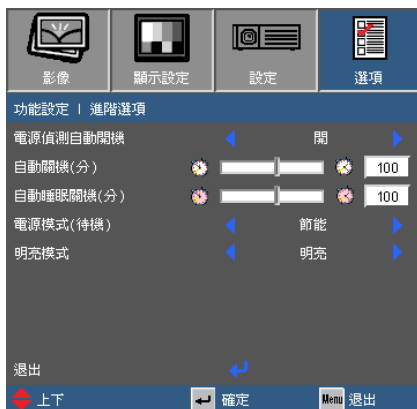 影像 顯示設定 設定 選項
功能設定 | 進階選項
電源偵測自動開機 開
自動關機(分) 100
自動睡眠關機(分) 100
電源模式(待機) 節能
明亮模式 明亮
退出
上下 確定 Menu 退出